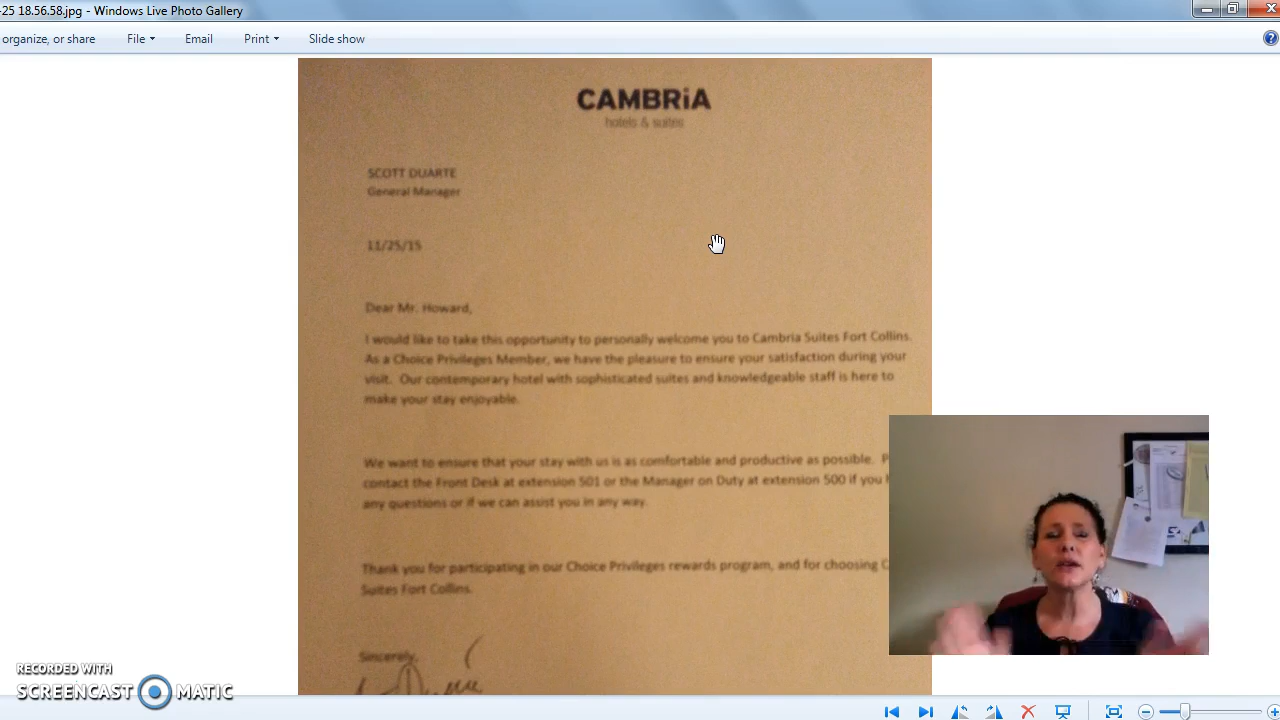 -25 18.56.58.jpg - Windows Live Photo Gallery
organize, or share File Email Print Slide show
CAMBRiA
hotels & suites
SCOTT DUARTE
General Manager
11/25/15
Dear Mr. Howard,
I would like to take this opportunity to personally welcome you to Cambria Suites Fort Collins.
As a Choice Privileges Member, we have the pleasure to ensure your satisfaction during your
visit. Our contemporary hotel with sophisticated suites and knowledgeable staff is here to
make your stay enjoyable.
We want to ensure that your stay with us is as comfortable and productive as possible. P
contact the Front Desk at extension 501 or the Manager on Duty at extension 500 if you
any questions or if we can assist you in any way.
Thank you for participating in our Choice Privileges rewards program, and for choosing C
Suites Fort Collins.
Sincerely,
RECORDED WITH
SCREENCAST MATIC